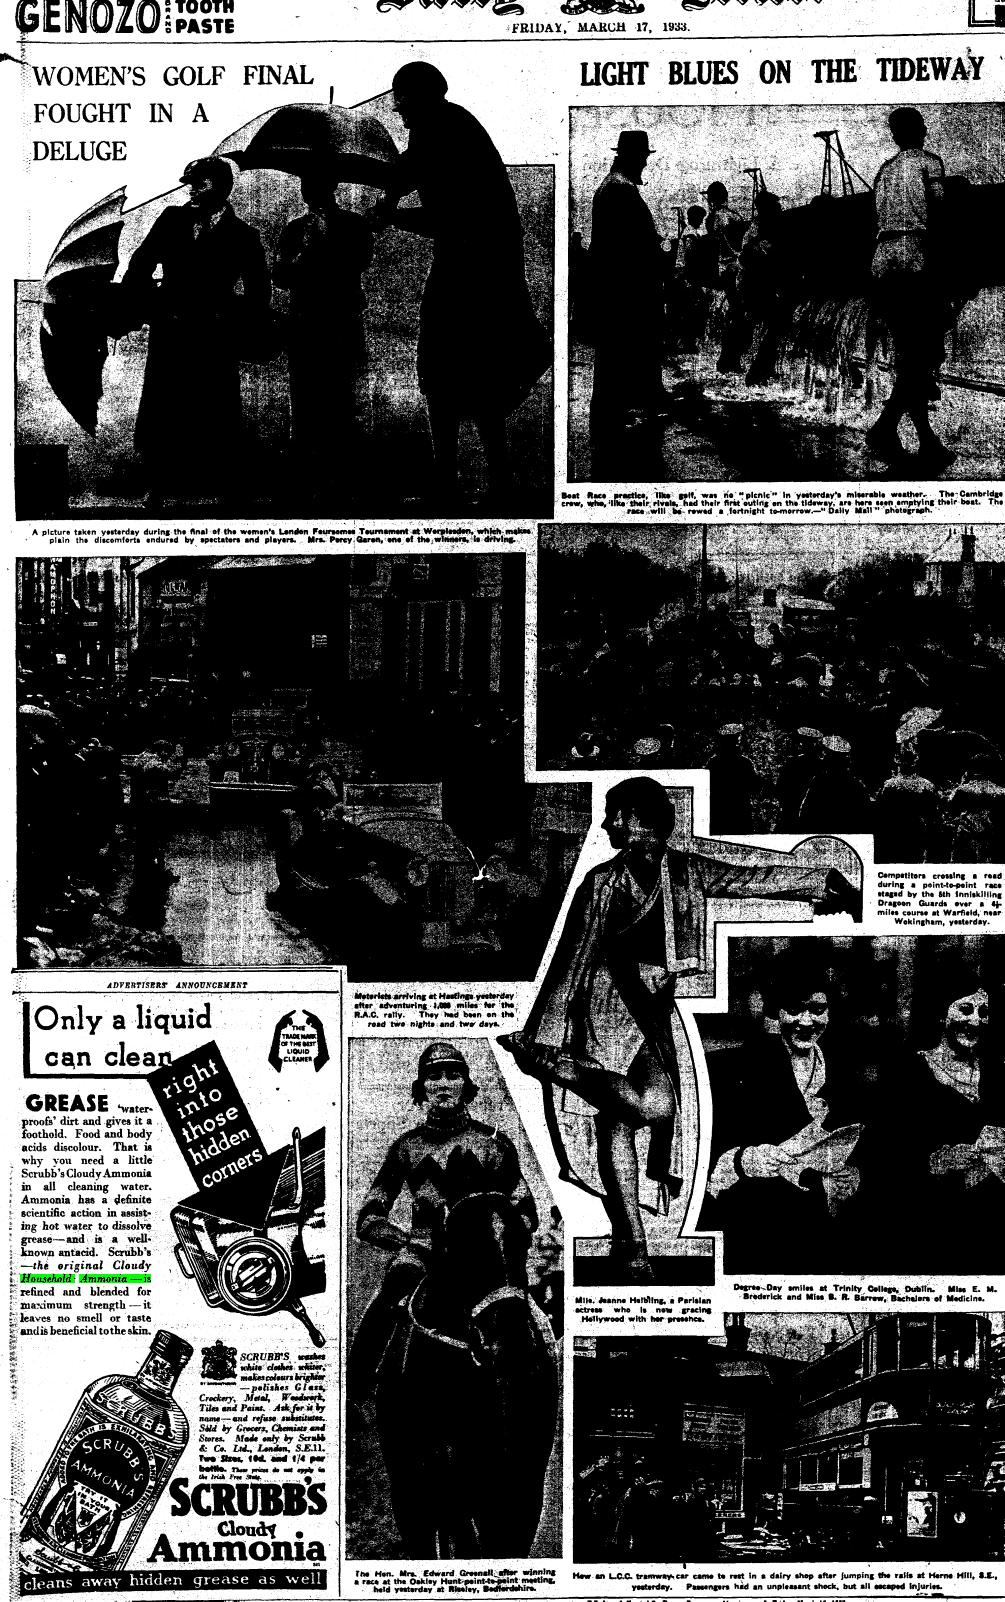 GENOZO BRAND TOOTH PASTE
FRIDAY, MARCH 17, 1933.
WOMEN'S GOLF FINAL
FOUGHT IN A
DELUGE
LIGHT BLUES ON THE TIDEWAY
Boat Race practice, like golf, was no "picnic" in yesterday's miserable weather. The Cambridge
crew, who, like their rivals, had their first outing on the tideway, are here seen emptying their boat. The
race will be rowed a fortnight to-morrow.—"Daily Mail" photograph.
A picture taken yesterday during the final of the women's London Foursomes Tournament at Worplesdon, which makes
plain the discomforts endured by spectators and players. Mrs. Percy Garon, one of the winners, is driving.
Competitors crossing a road
during a point-to-point race
staged by the 5th Inniskilling
Dragoon Guards over a
miles course at Warfield, near
Wokingham, yesterday.
Motorists arriving at Hastings yesterday
after adventuring 1,000 miles for the
R.A.C. rally. They had been on the
road two nights and two days.
ADVERTISERS' ANNOUNCEMENT
Only a liquid
can clean
right
into
those
hidden
corners
THE
TRADE MARK
OF THE BEST
LIQUID
CLEANER
GREASE 'water-
proofs' dirt and gives it a
foothold. Food and body
acids discolour. That is
why you need a little
Scrubb's Cloudy Ammonia
in all cleaning water.
Ammonia has a definite
scientific action in assist-
ing hot water to dissolve
grease—and is a well-
known antacid. Scrubb's
—the original Cloudy
Household Ammonia—is
refined and blended for
maximum strength—it
leaves no smell or taste
and is beneficial to the skin.
SCRUBB'S washes
white clothes whiter,
makes colours brighter
—polishes Glass,
Crockery, Metal, Woodwork,
Tiles and Paint. Ask for it by
name—and refuse substitutes.
Sold by Grocers, Chemists and
Stores. Made only by Scrubb
& Co. Ltd., London, S.E.11.
Two Sizes, 10d. and 1/4 per
bottle. These prices do not apply to
the Irish Free State.
SCRUBB'S
SCRUBB'S
AMMONIA
SCRUBB'S
Cloudy
Ammonia
cleans away hidden grease as well
Mlle. Jeanne Helbling, a Parisian
actress who is now gracing
Hollywood with her presence.
Degree-Day smiles at Trinity College, Dublin. Miss E. M.
Broderick and Miss B. R. Barrow, Bachelors of Medicine.
The Hon. Mrs. Edward Greenall after winning
a race at the Oakley Hunt point-to-point meeting,
held yesterday at Riseley, Bedfordshire.
How an L.C.C. tramway-car came to rest in a dairy shop after jumping the rails at Herne Hill, S.E.,
yesterday. Passengers had an unpleasant shock, but all escaped injuries.